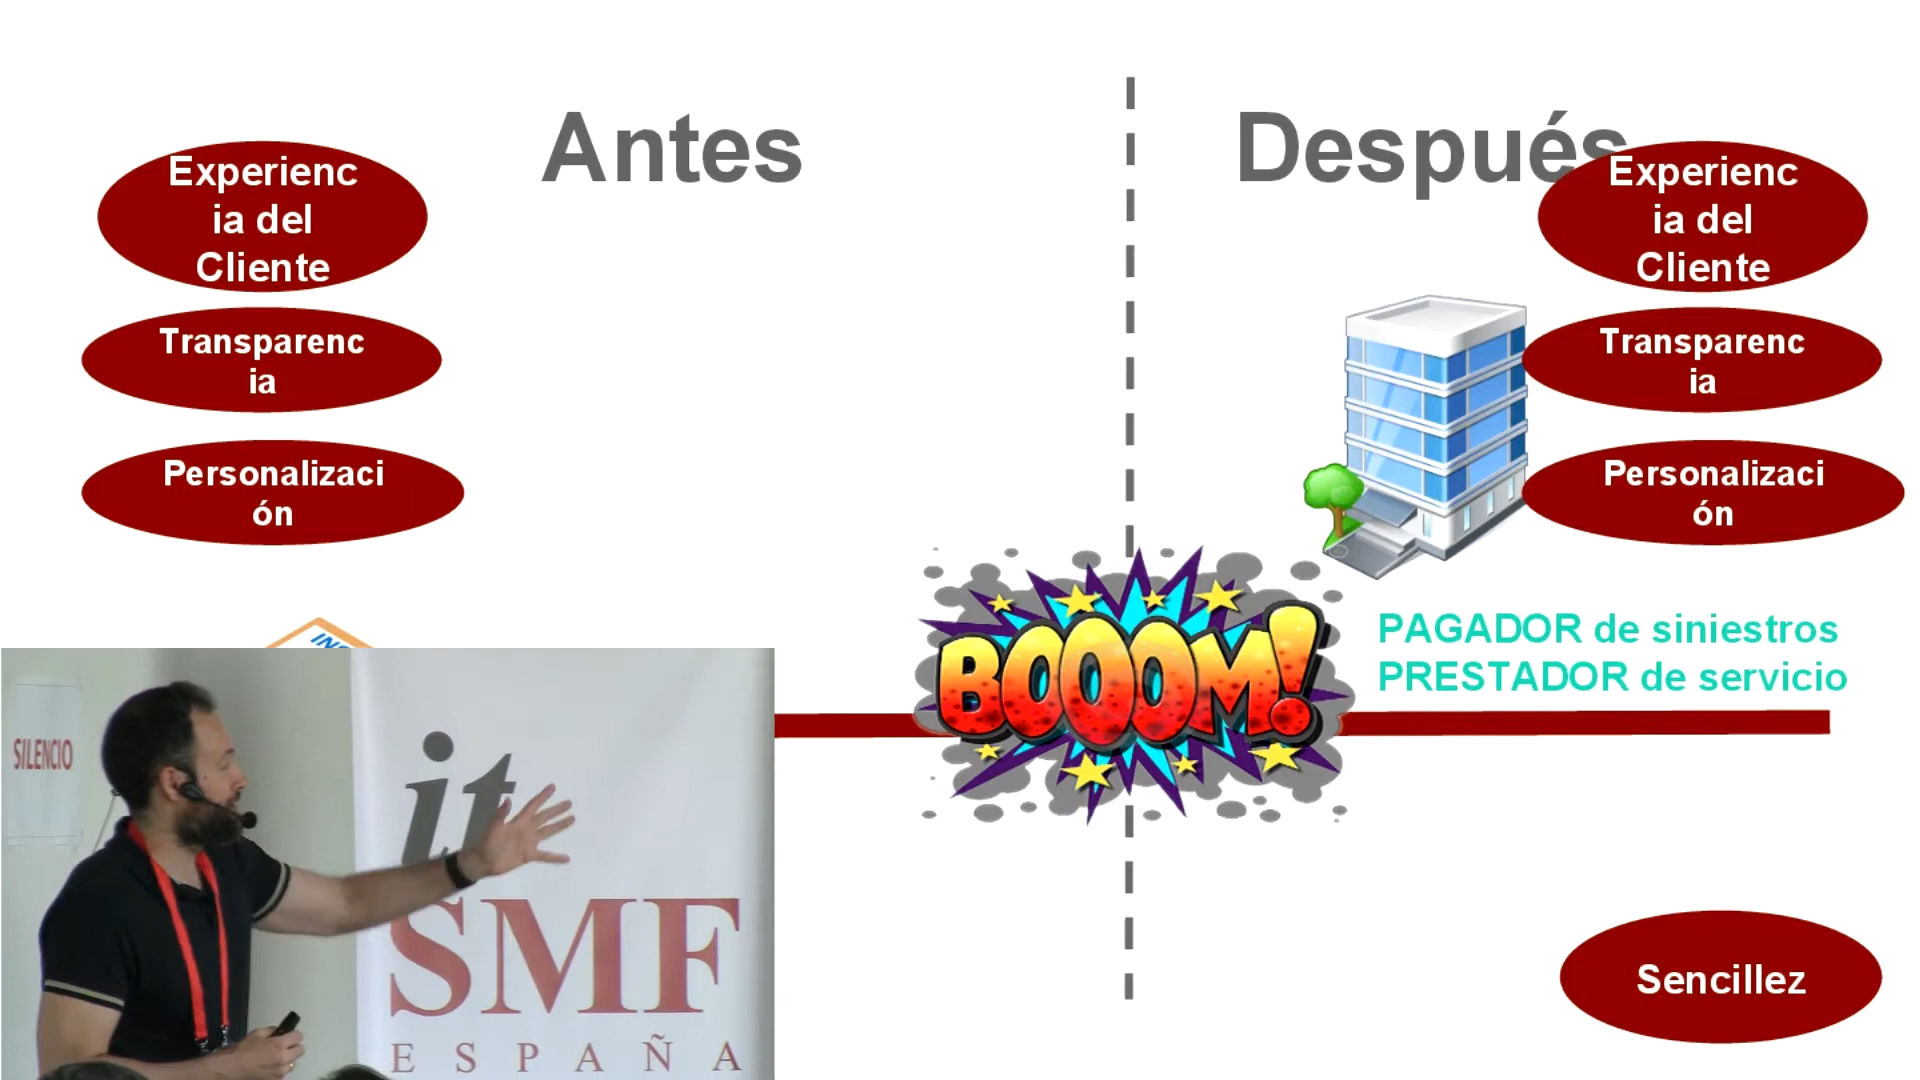 Antes
Después
Experienc
ia del
Cliente
Transparenc
ia
Personalizaci
ón
Experienc
ia del
Cliente
Transparenc
ia
Personalizaci
ón
BOOOM!
PAGADOR de siniestros
PRESTADOR de servicio
Sencillez
SILENCIO
it
SMF
ESPAÑA